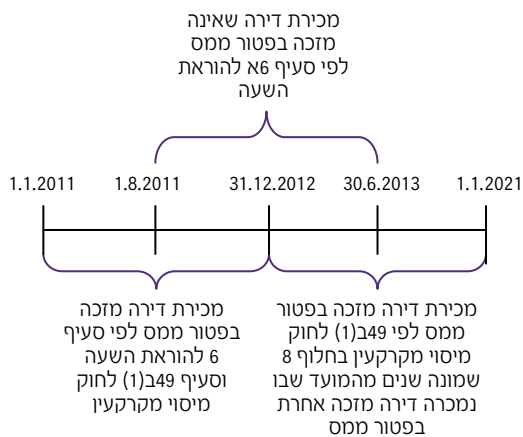 מכירת דירה שאינה
מזכה בפטור ממס
לפי סעיף 6א להוראת
השעה
1.1.2011 1.8.2011 31.12.2012 30.6.2013 1.1.2021
מכירת דירה מזכה
בפטור ממס לפי סעיף
6 להוראת השעה
וסעיף 49ב(1) לחוק
מיסוי מקרקעין
מכירת דירה מזכה בפטור
ממס לפי 49ב(1) לחוק
מיסוי מקרקעין בחלוף 8
שמונה שנים מהמועד שבו
נמכרה דירה מזכה אחרת
בפטור ממס